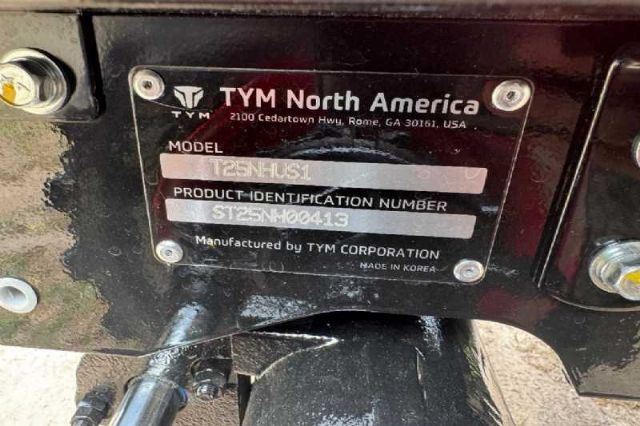 TYM
TYM North America
2100 Cedartown Hwy, Rome, GA 30161, USA
MODEL
T25NHUS1
PRODUCT IDENTIFICATION NUMBER
ST25NH00413
Manufactured by TYM CORPORATION
MADE IN KOREA